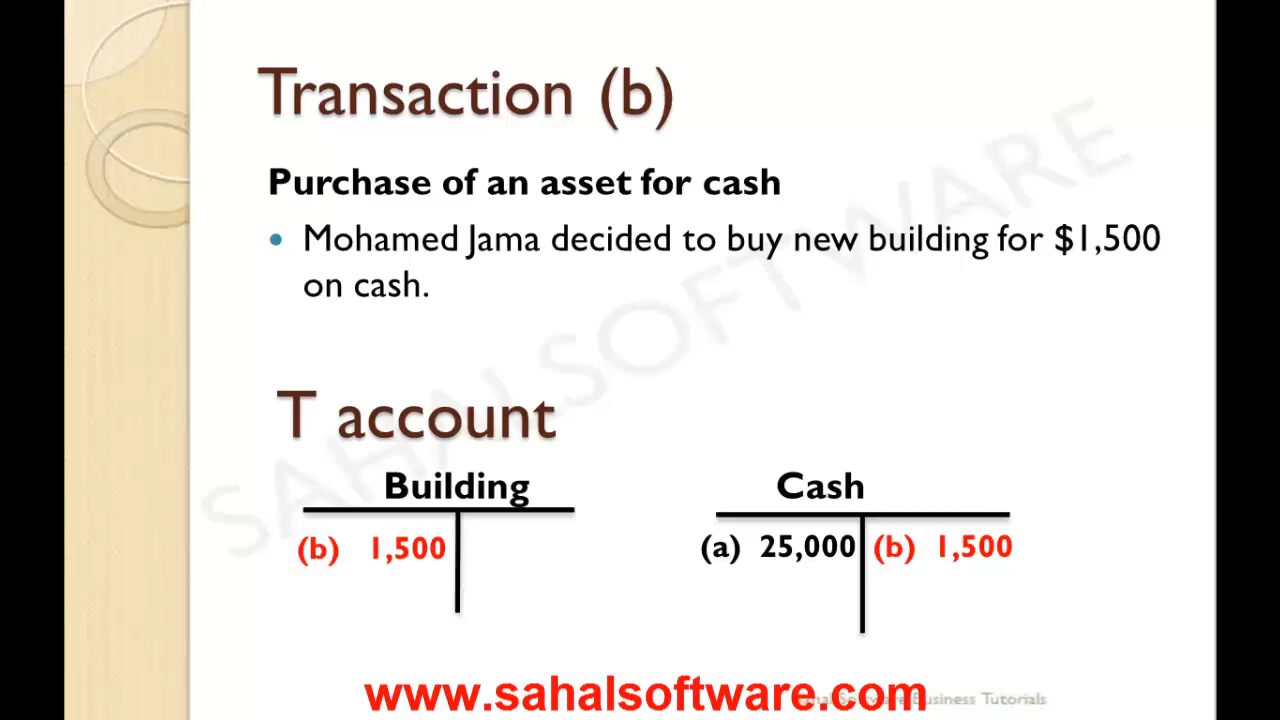 Transaction (b)
Purchase of an asset for cash
• Mohamed Jama decided to buy new building for $1,500
on cash.
T account
Building
Cash
(b) 1,500
(a) 25,000 (b) 1,500
SAHALSOFTWARE
www.sahalsoftware.com
Business Tutorials